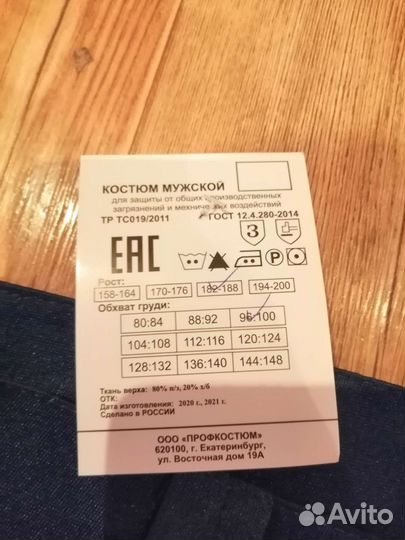 КОСТЮМ МУЖСКОЙ
для защиты от общих производственных
загрязнений и механических воздействий
ТР ТС019/2011 ГОСТ 12.4.280-2014
EAC З
Р
Рост:
158-164 170-176 182-188 194-200
Обхват груди:
80:84 88:92 96:100
104:108 112:116 120:124
128:132 136:140 144:148
Ткань верха: 80% п/э, 20% х/б
ОТК:
Дата изготовления: 2020 г., 2021 г.
Сделано в РОССИИ
ООО «ПРОФКОСТЮМ»
620100, г. Екатеринбург,
ул. Восточная дом 19А
Avito